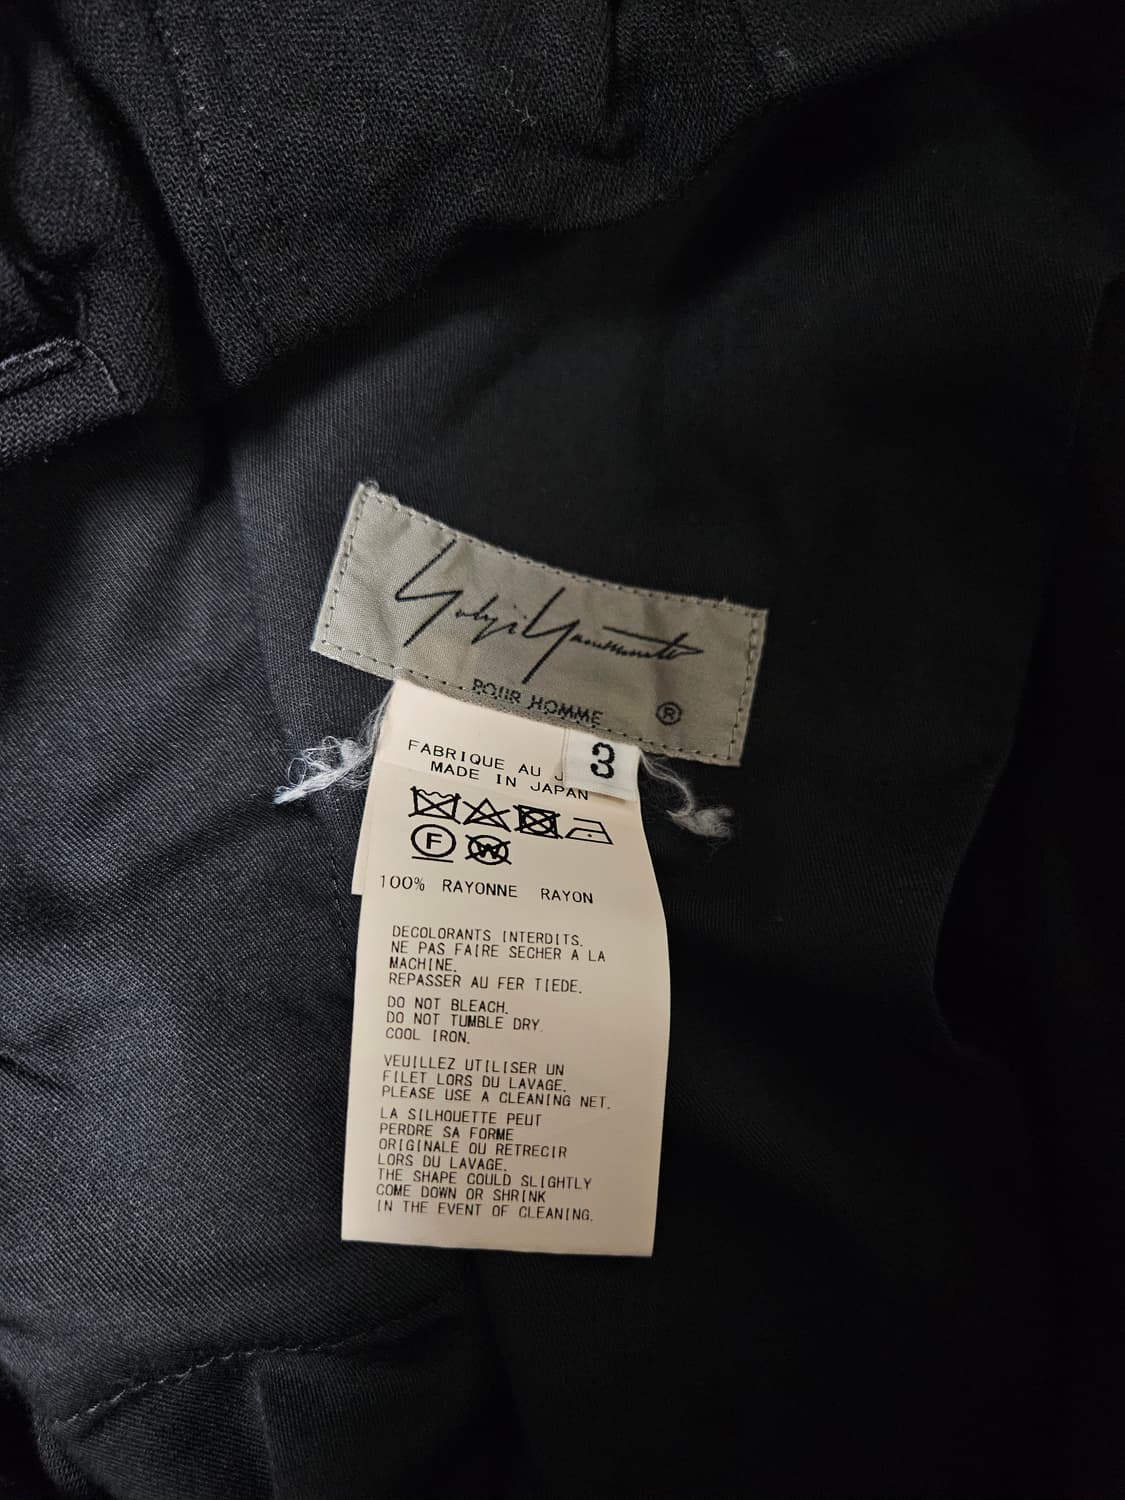 Yohji Yamamoto
POUR HOMME ®
3
FABRIQUE AU J
MADE IN JAPAN
F W
100% RAYONNE RAYON
DECOLORANTS INTERDITS.
NE PAS FAIRE SECHER A LA
MACHINE.
REPASSER AU FER TIEDE.
DO NOT BLEACH.
DO NOT TUMBLE DRY.
COOL IRON.
VEUILLEZ UTILISER UN
FILET LORS DU LAVAGE.
PLEASE USE A CLEANING NET.
LA SILHOUETTE PEUT
PERDRE SA FORME
ORIGINALE OU RETRECIR
LORS DU LAVAGE.
THE SHAPE COULD SLIGHTLY
COME DOWN OR SHRINK
IN THE EVENT OF CLEANING.